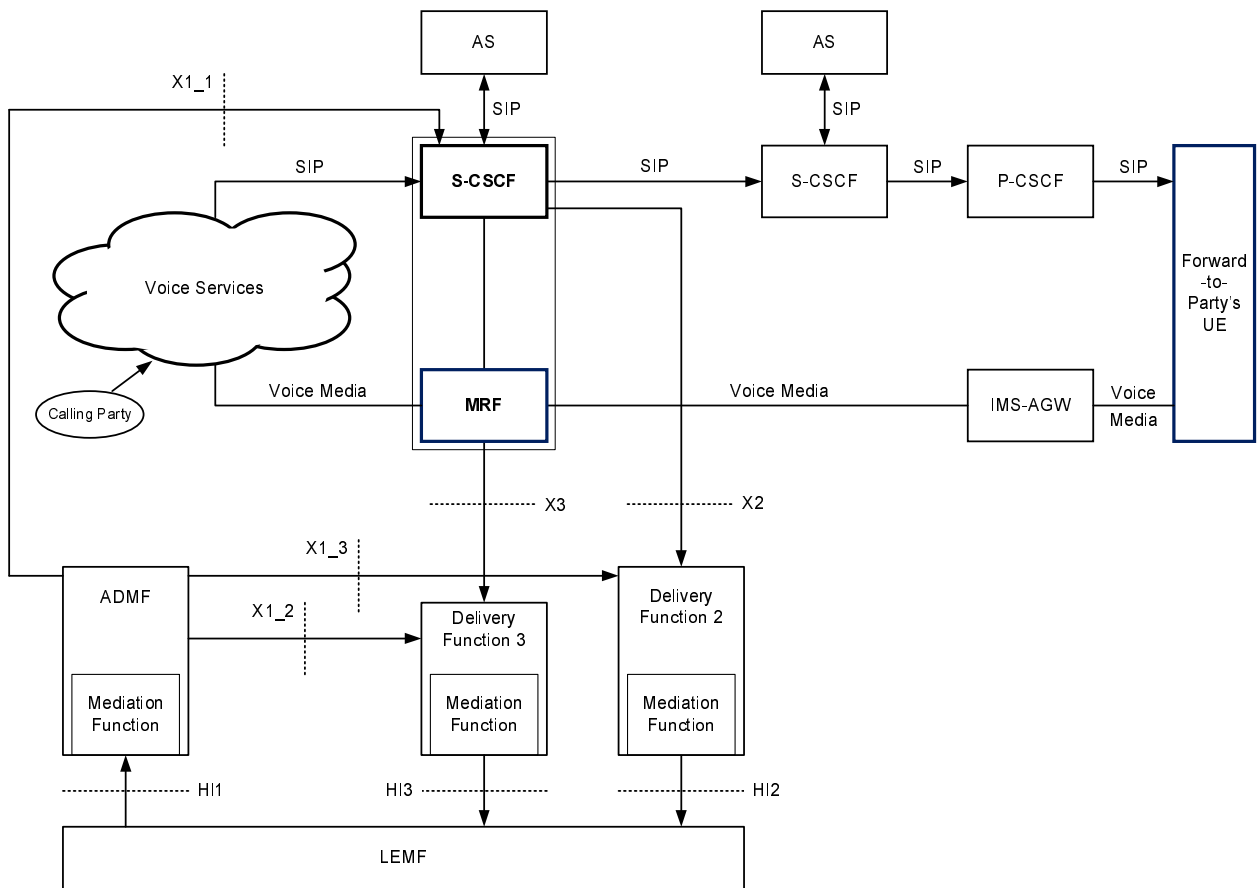 AS
AS
X1_1
SIP
SIP
SIP
S-CSCF
SIP
S-CSCF
SIP
P-CSCF
SIP
Forward
-to-
Party's
UE
Voice Services
Calling Party
Voice Media
MRF
Voice Media
IMS-AGW
Voice
Media
X3
X2
X1_3
ADMF
X1_2
Delivery
Function 3
Delivery
Function 2
Mediation
Function
Mediation
Function
Mediation
Function
HI1
HI3
HI2
LEMF